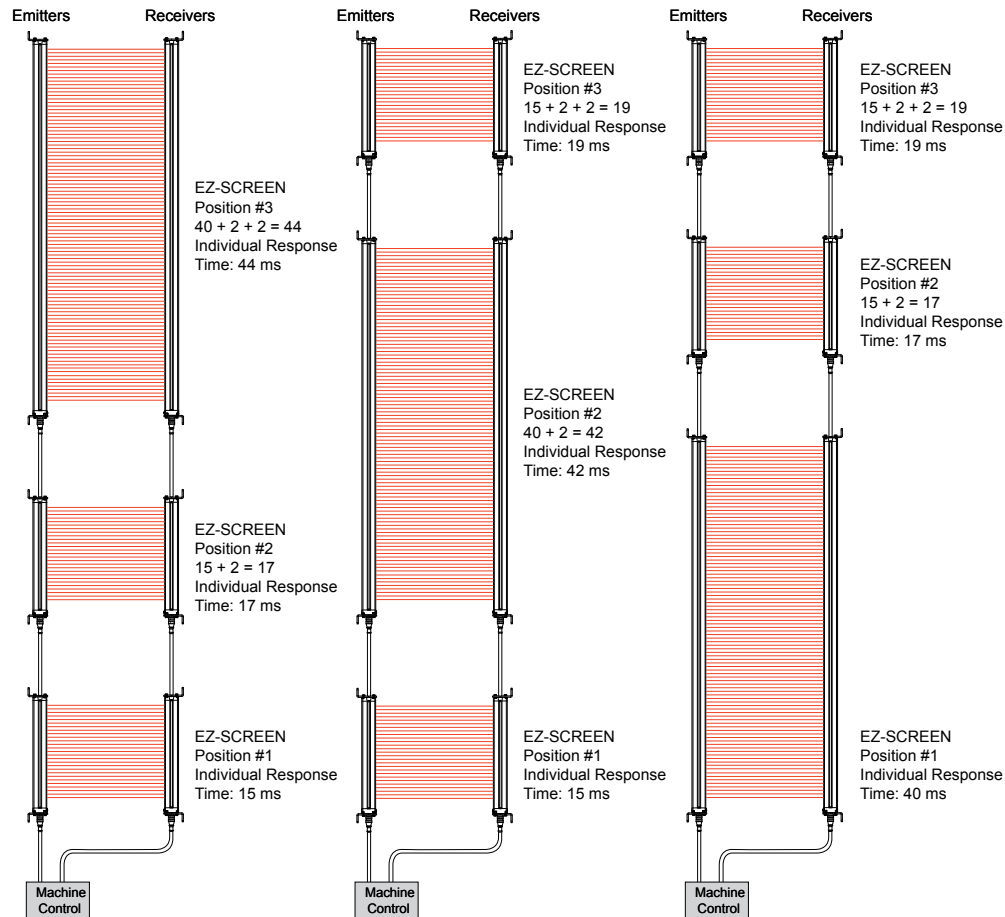 Emitters
Receivers
EZ-SCREEN
Position #3
40 + 2 + 2 = 44
Individual Response
Time: 44 ms
EZ-SCREEN
Position #2
15 + 2 = 17
Individual Response
Time: 17 ms
EZ-SCREEN
Position #1
Individual Response
Time: 15 ms
Machine
Control
Emitters
Receivers
EZ-SCREEN
Position #3
15 + 2 + 2 = 19
Individual Response
Time: 19 ms
EZ-SCREEN
Position #2
40 + 2 = 42
Individual Response
Time: 42 ms
EZ-SCREEN
Position #1
Individual Response
Time: 15 ms
Machine
Control
Emitters
Receivers
EZ-SCREEN
Position #3
15 + 2 + 2 = 19
Individual Response
Time: 19 ms
EZ-SCREEN
Position #2
15 + 2 = 17
Individual Response
Time: 17 ms
EZ-SCREEN
Position #1
Individual Response
Time: 40 ms
Machine
Control